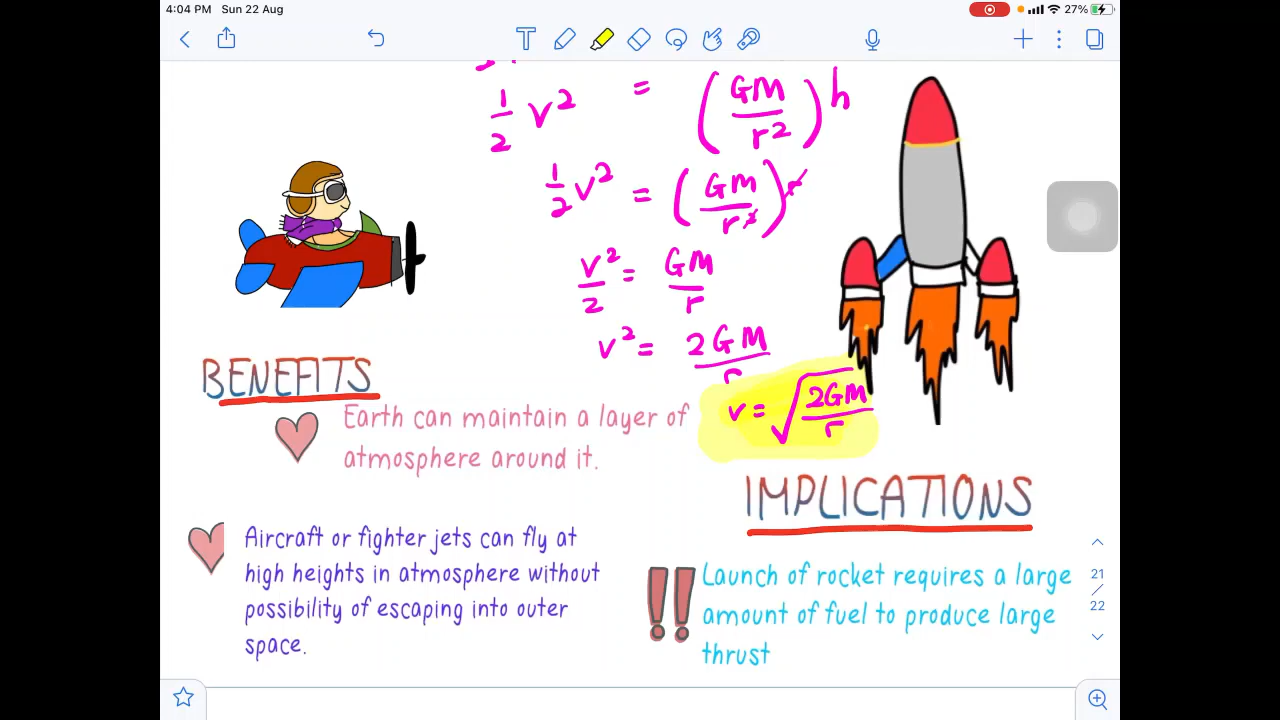 4:04 PM Sun 22 Aug
27%
1/2 v² = (GM/r²)h
1/2 v² = (GM/r²)r
v²/2 = GM/r
v² = 2GM/r
v = √(2GM/r)
BENEFITS
Earth can maintain a layer of
atmosphere around it.
Aircraft or fighter jets can fly at
high heights in atmosphere without
possibility of escaping into outer
space.
IMPLICATIONS
!! Launch of rocket requires a large
amount of fuel to produce large
thrust
21
/
22